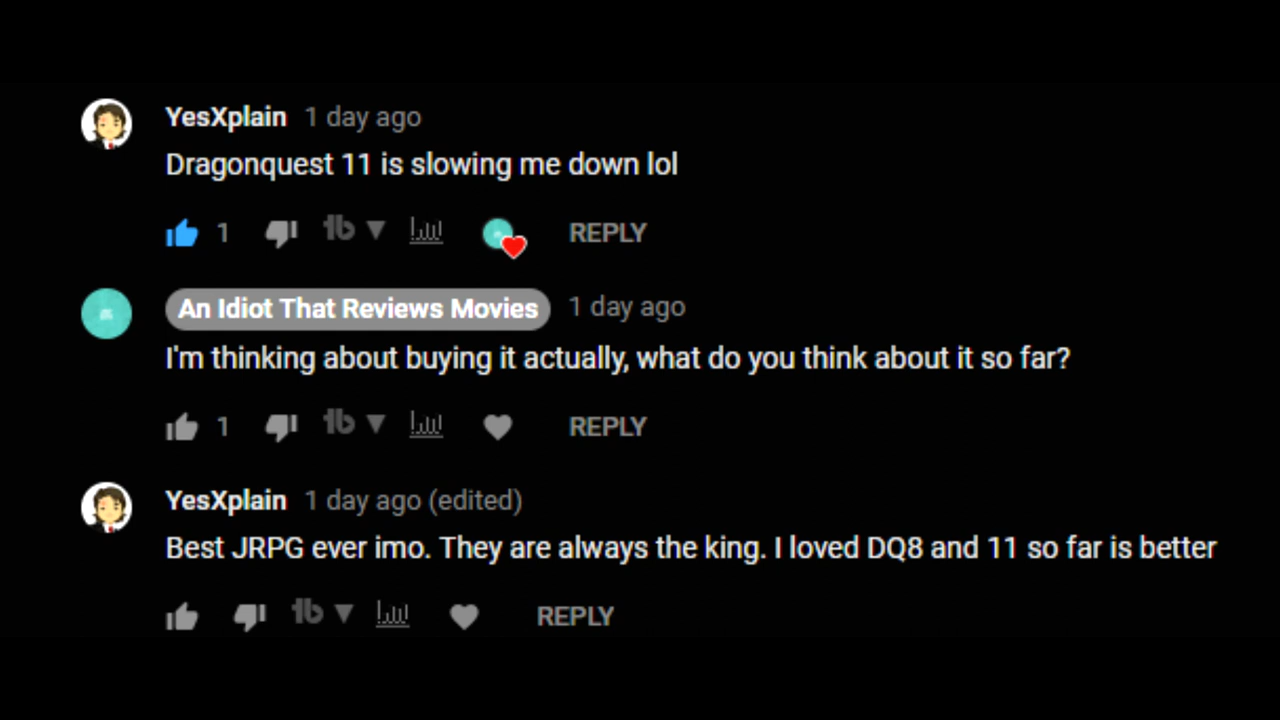 YesXplain 1 day ago
Dragonquest 11 is slowing me down lol
1 tb REPLY
An Idiot That Reviews Movies 1 day ago
I'm thinking about buying it actually, what do you think about it so far?
1 tb REPLY
YesXplain 1 day ago (edited)
Best JRPG ever imo. They are always the king. I loved DQ8 and 11 so far is better
tb REPLY